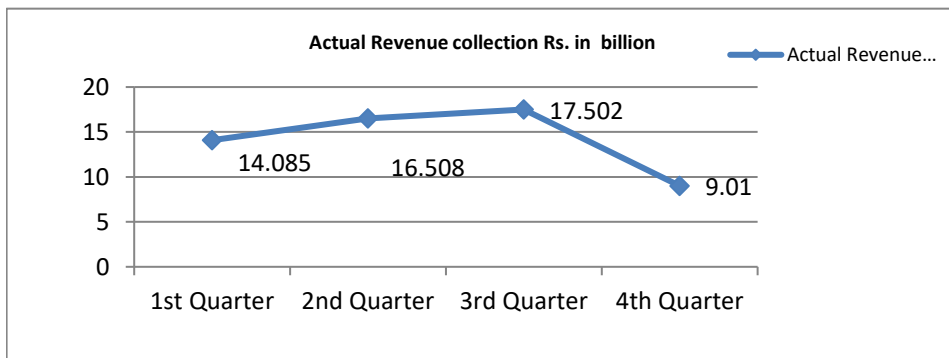 Actual Revenue collection Rs. in  billion
Actual Revenue...
20
15
10
5
0
14.085
16.508
17.502
9.01
1st Quarter
2nd Quarter
3rd Quarter
4th Quarter